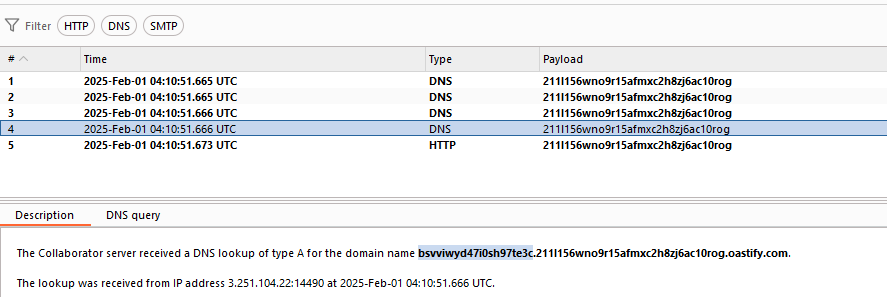 Filter HTTP DNS SMTP
# Time Type Payload
1 2025-Feb-01 04:10:51.665 UTC DNS 211l156wno9r15afmxc2h8zj6ac10rog
2 2025-Feb-01 04:10:51.665 UTC DNS 211l156wno9r15afmxc2h8zj6ac10rog
3 2025-Feb-01 04:10:51.666 UTC DNS 211l156wno9r15afmxc2h8zj6ac10rog
4 2025-Feb-01 04:10:51.666 UTC DNS 211l156wno9r15afmxc2h8zj6ac10rog
5 2025-Feb-01 04:10:51.673 UTC HTTP 211l156wno9r15afmxc2h8zj6ac10rog
Description DNS query
The Collaborator server received a DNS lookup of type A for the domain name bsvviwyd47i0sh97te3c.211l156wno9r15afmxc2h8zj6ac10rog.oastify.com.
The lookup was received from IP address 3.251.104.22:14490 at 2025-Feb-01 04:10:51.666 UTC.